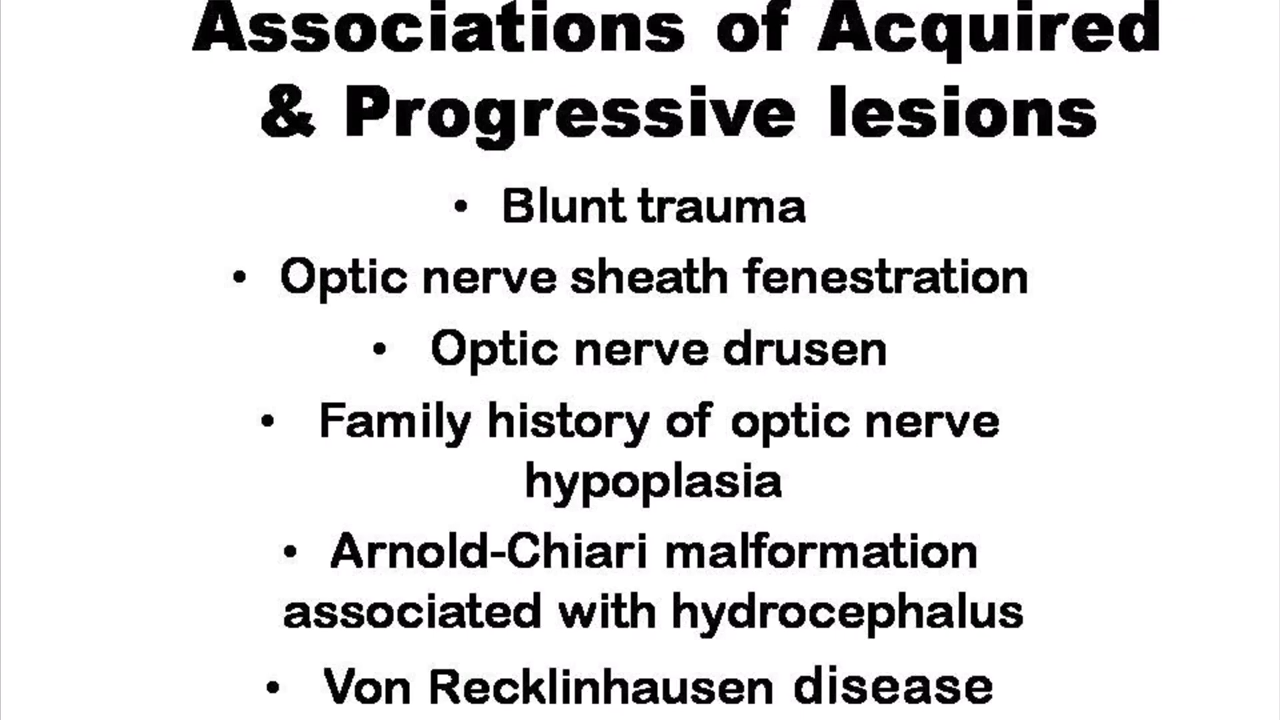 Associations of Acquired
& Progressive lesions
• Blunt trauma
• Optic nerve sheath fenestration
• Optic nerve drusen
• Family history of optic nerve
hypoplasia
• Arnold-Chiari malformation
associated with hydrocephalus
• Von Recklinhausen disease